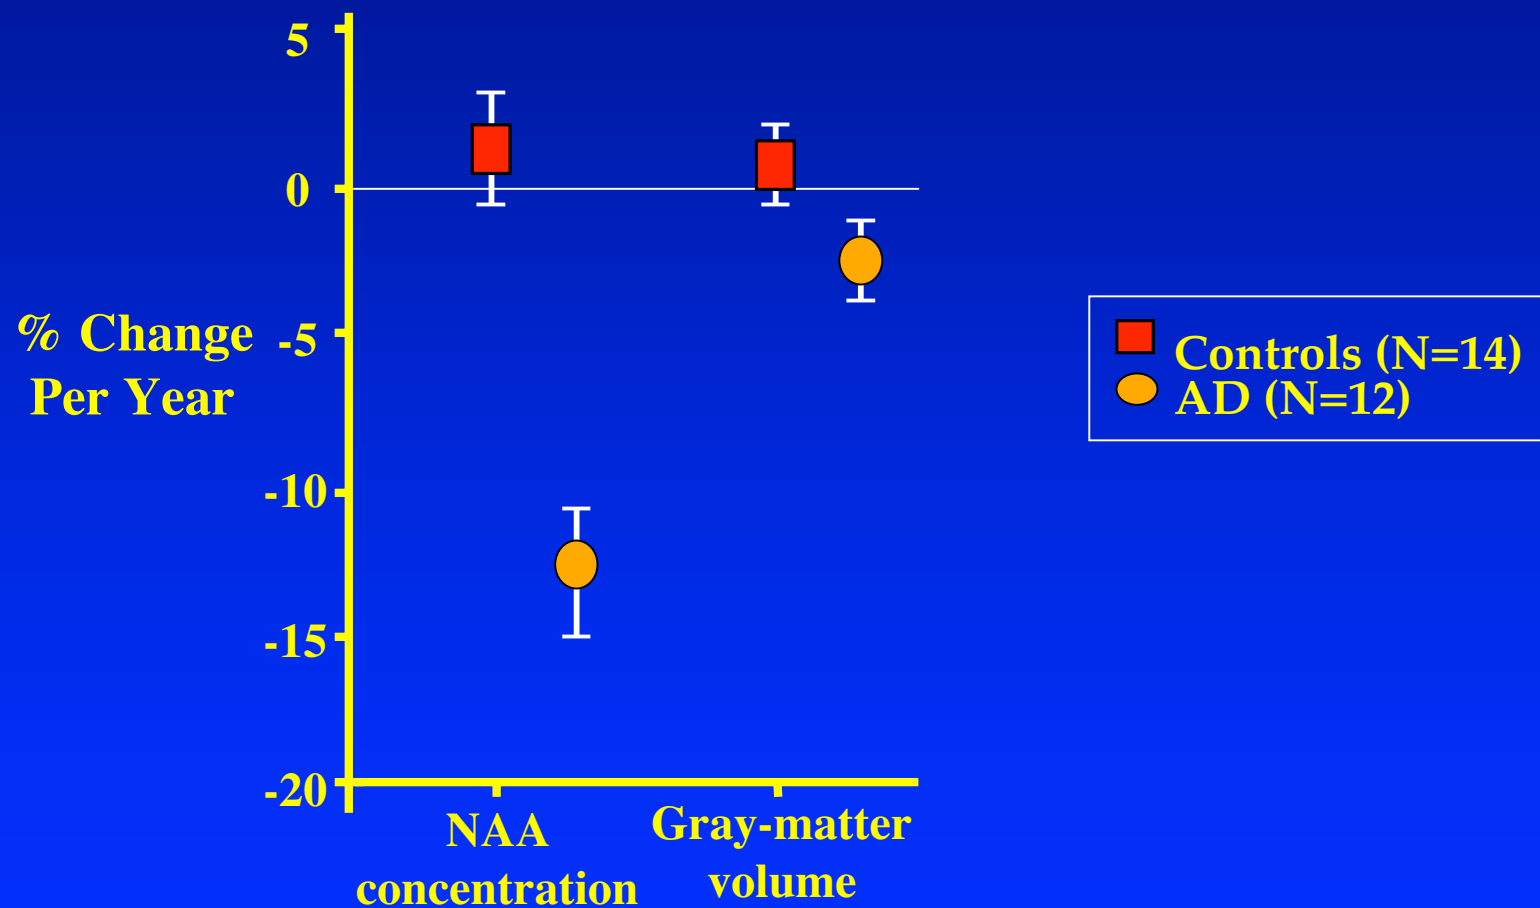 5
0
% Change
Per Year
-5
-10
-15
-20
NAA
concentration
Gray-matter
volume
Controls (N=14)
AD (N=12)